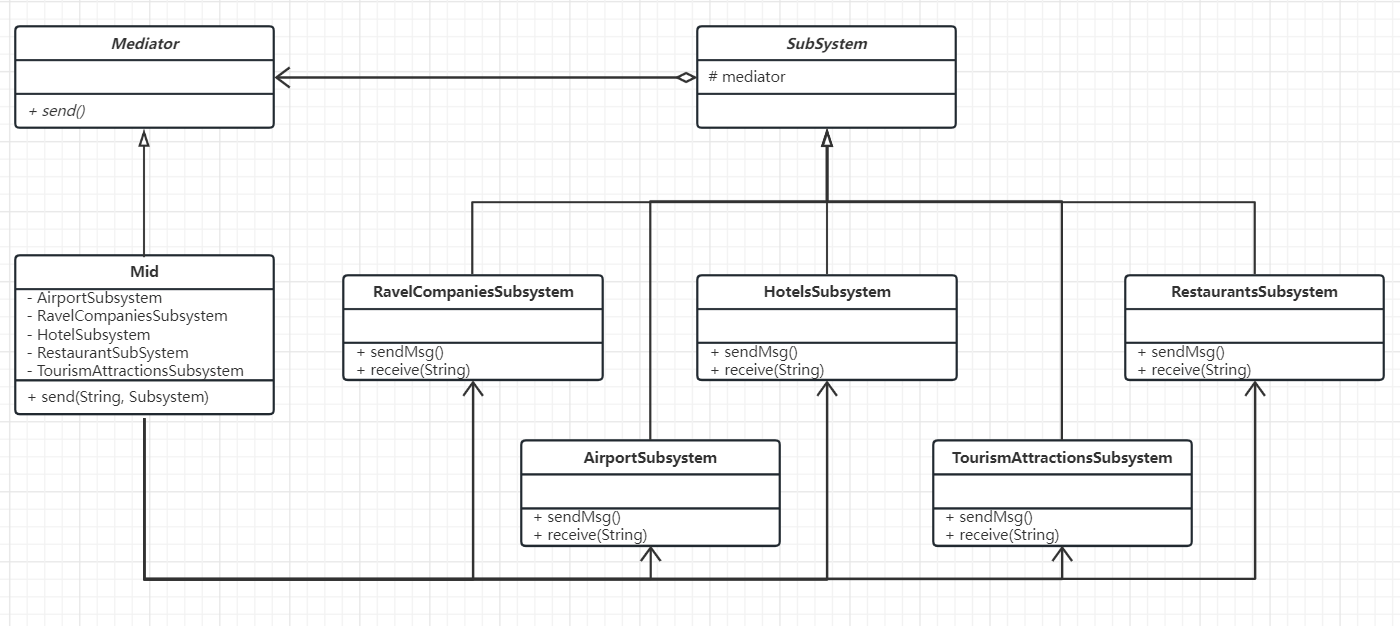 Mediator
+ send()
SubSystem
# mediator
Mid
- AirportSubsystem
- RavelCompaniesSubsystem
- HotelSubsystem
- RestaurantSubSystem
- TourismAttractionsSubsystem
+ send(String, Subsystem)
RavelCompaniesSubsystem
+ sendMsg()
+ receive(String)
HotelsSubsystem
+ sendMsg()
+ receive(String)
RestaurantsSubsystem
+ sendMsg()
+ receive(String)
AirportSubsystem
+ sendMsg()
+ receive(String)
TourismAttractionsSubsystem
+ sendMsg()
+ receive(String)